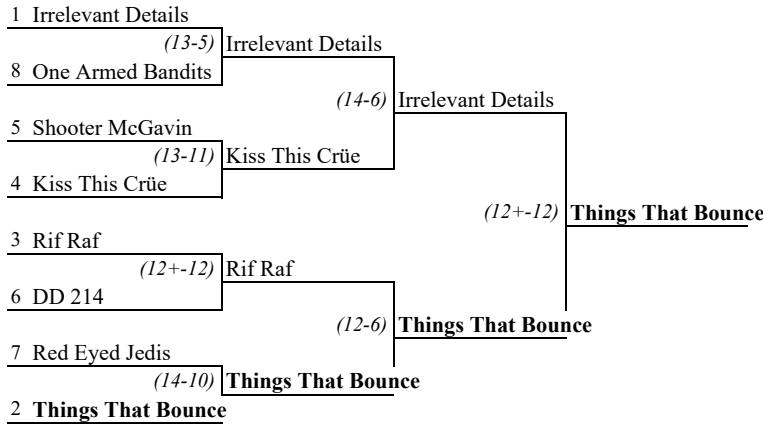 1 Irrelevant Details
(13-5) Irrelevant Details
8 One Armed Bandits
(14-6) Irrelevant Details
5 Shooter McGavin
(13-11) Kiss This Crüe
4 Kiss This Crüe
(12+-12) Things That Bounce
3 Rif Raf
(12+-12) Rif Raf
6 DD 214
(12-6) Things That Bounce
7 Red Eyed Jedis
(14-10) Things That Bounce
2 Things That Bounce